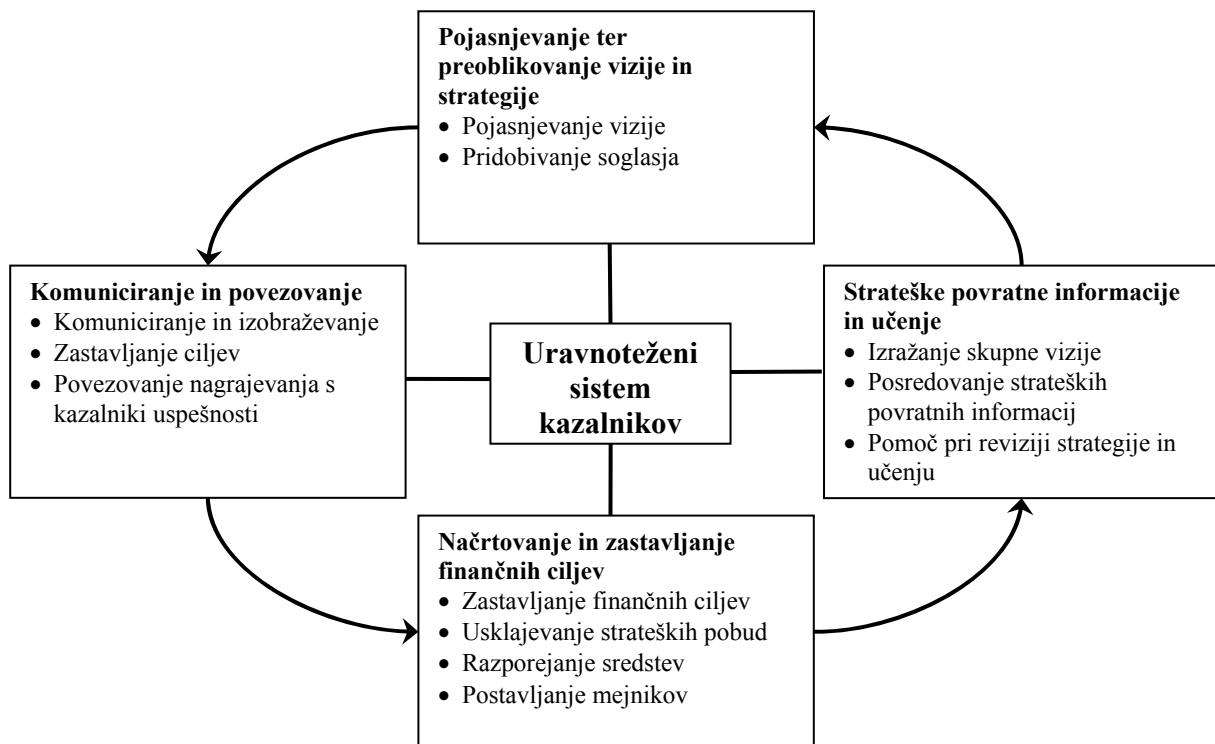 Pojasnjevanje ter
preoblikovanje vizije in
strategije
• Pojasnjevanje vizije
• Pridobivanje soglasja
Komuniciranje in povezovanje
• Komuniciranje in izobraževanje
• Zastavljanje ciljev
• Povezovanje nagrajevanja s
kazalniki uspešnosti
Uravnoteženi
sistem
kazalnikov
Strateške povratne informacije
in učenje
• Izražanje skupne vizije
• Posredovanje strateških
povratnih informacij
• Pomoč pri reviziji strategije in
učenju
Načrtovanje in zastavljanje
finančnih ciljev
• Zastavljanje finančnih ciljev
• Usklajevanje strateških pobud
• Razporejanje sredstev
• Postavljanje mejnikov